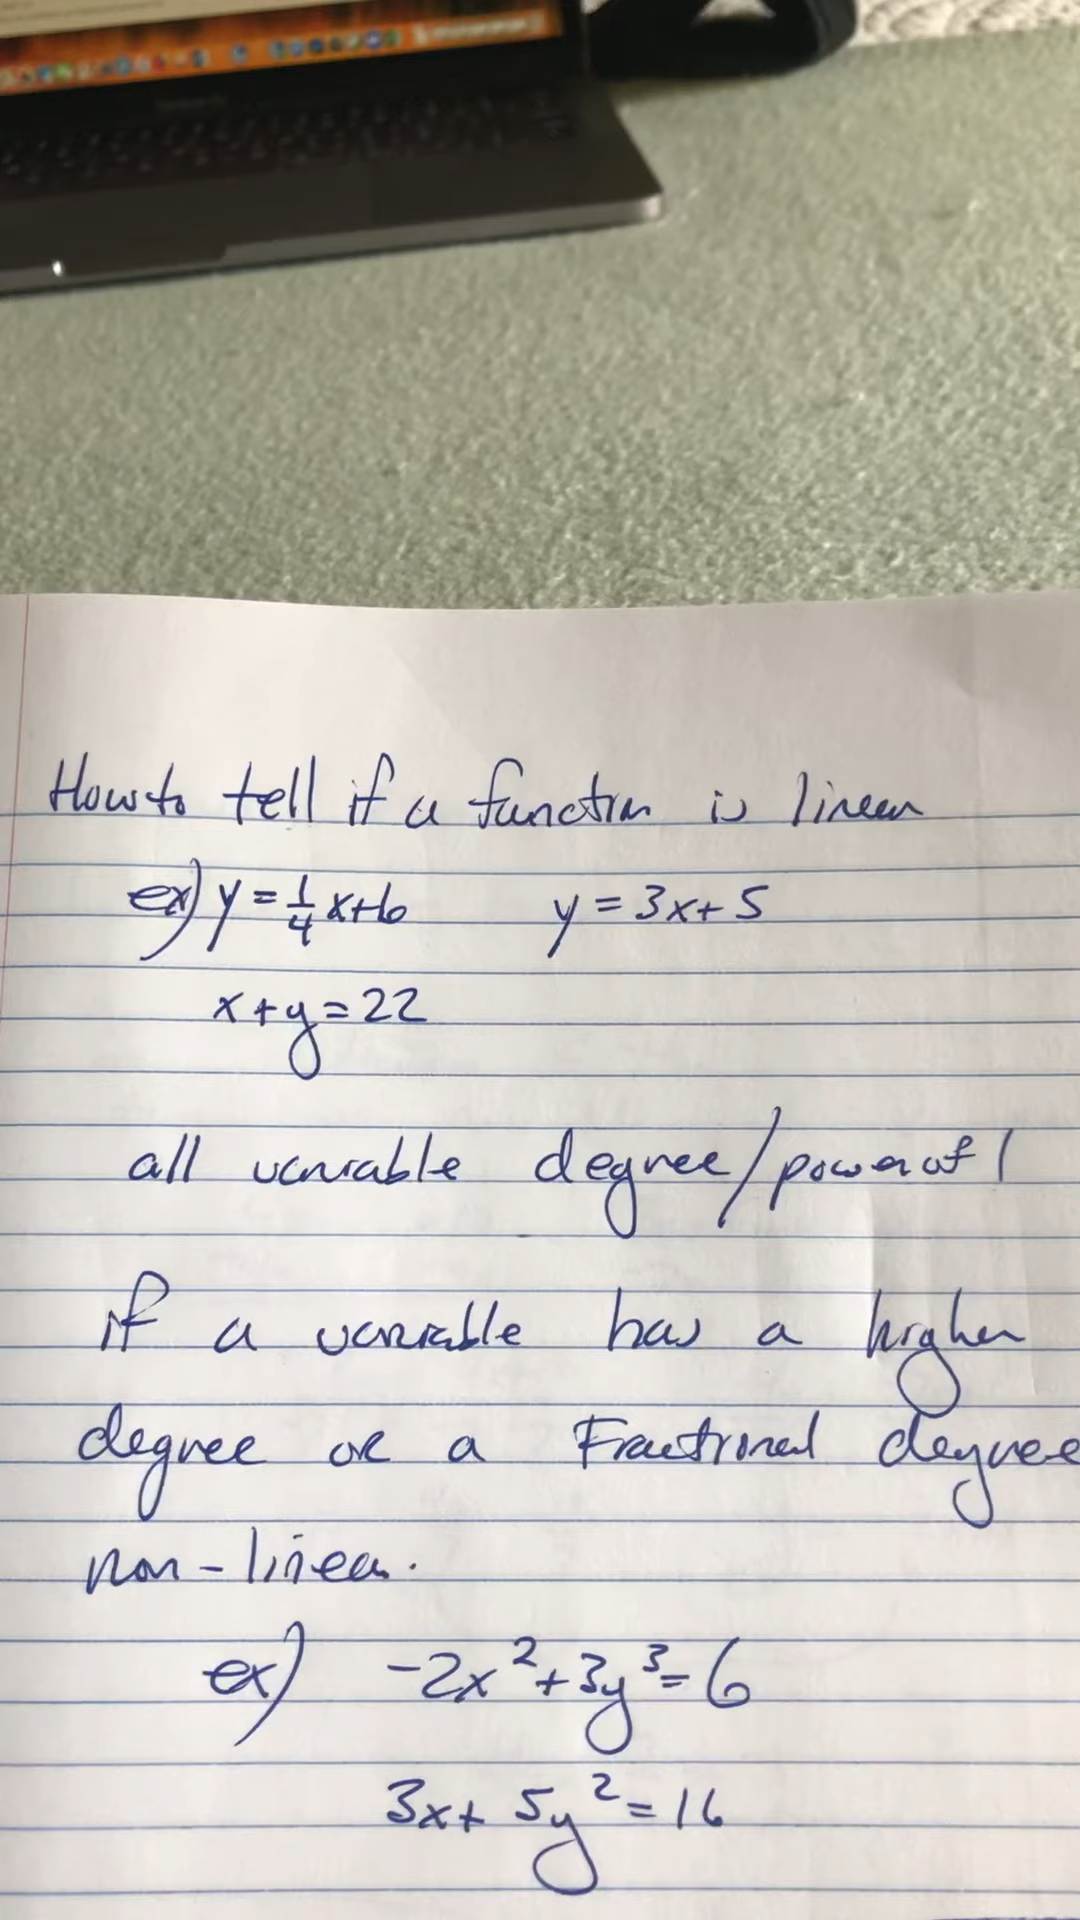 How to tell if a function is linear
ex) y = 1/4 x + 6 y = 3x + 5
x + y = 22
all variable degree/power of 1
if a variable has a higher
degree or a Fractional degree
non-linear.
ex) -2x² + 3y³ = 6
3x + 5y² = 16